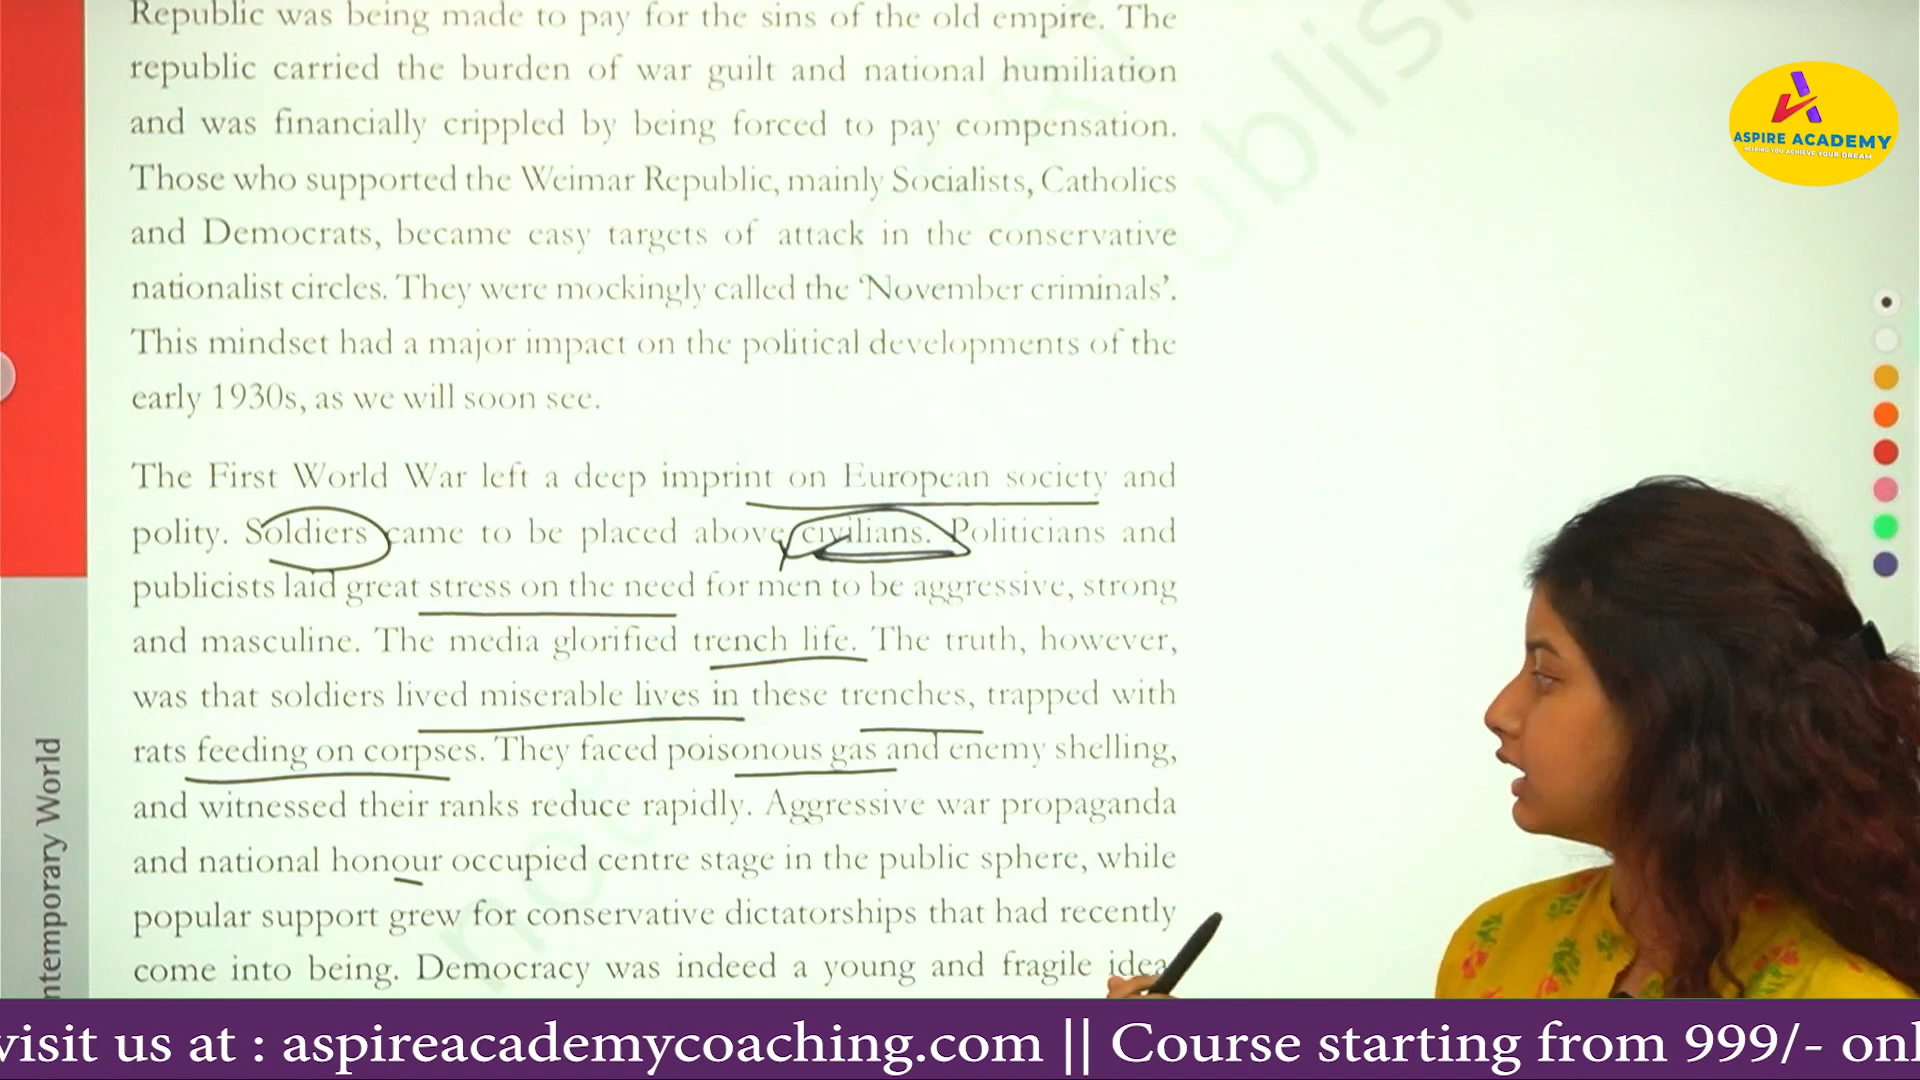 Republic was being made to pay for the sins of the old empire. The
republic carried the burden of war guilt and national humiliation
and was financially crippled by being forced to pay compensation.
Those who supported the Weimar Republic, mainly Socialists, Catholics
and Democrats, became easy targets of attack in the conservative
nationalist circles. They were mockingly called the ‘November criminals’.
This mindset had a major impact on the political developments of the
early 1930s, as we will soon see.
The First World War left a deep imprint on European society and
polity. Soldiers came to be placed above civilians. Politicians and
publicists laid great stress on the need for men to be aggressive, strong
and masculine. The media glorified trench life. The truth, however,
was that soldiers lived miserable lives in these trenches, trapped with
rats feeding on corpses. They faced poisonous gas and enemy shelling,
and witnessed their ranks reduce rapidly. Aggressive war propaganda
and national honour occupied centre stage in the public sphere, while
popular support grew for conservative dictatorships that had recently
come into being. Democracy was indeed a young and fragile idea
ntemporary World
not
ublis
ASPIRE ACADEMY
HELPING YOU ACHIEVE YOUR DREAM
visit us at : aspireacademycoaching.com || Course starting from 999/- onl